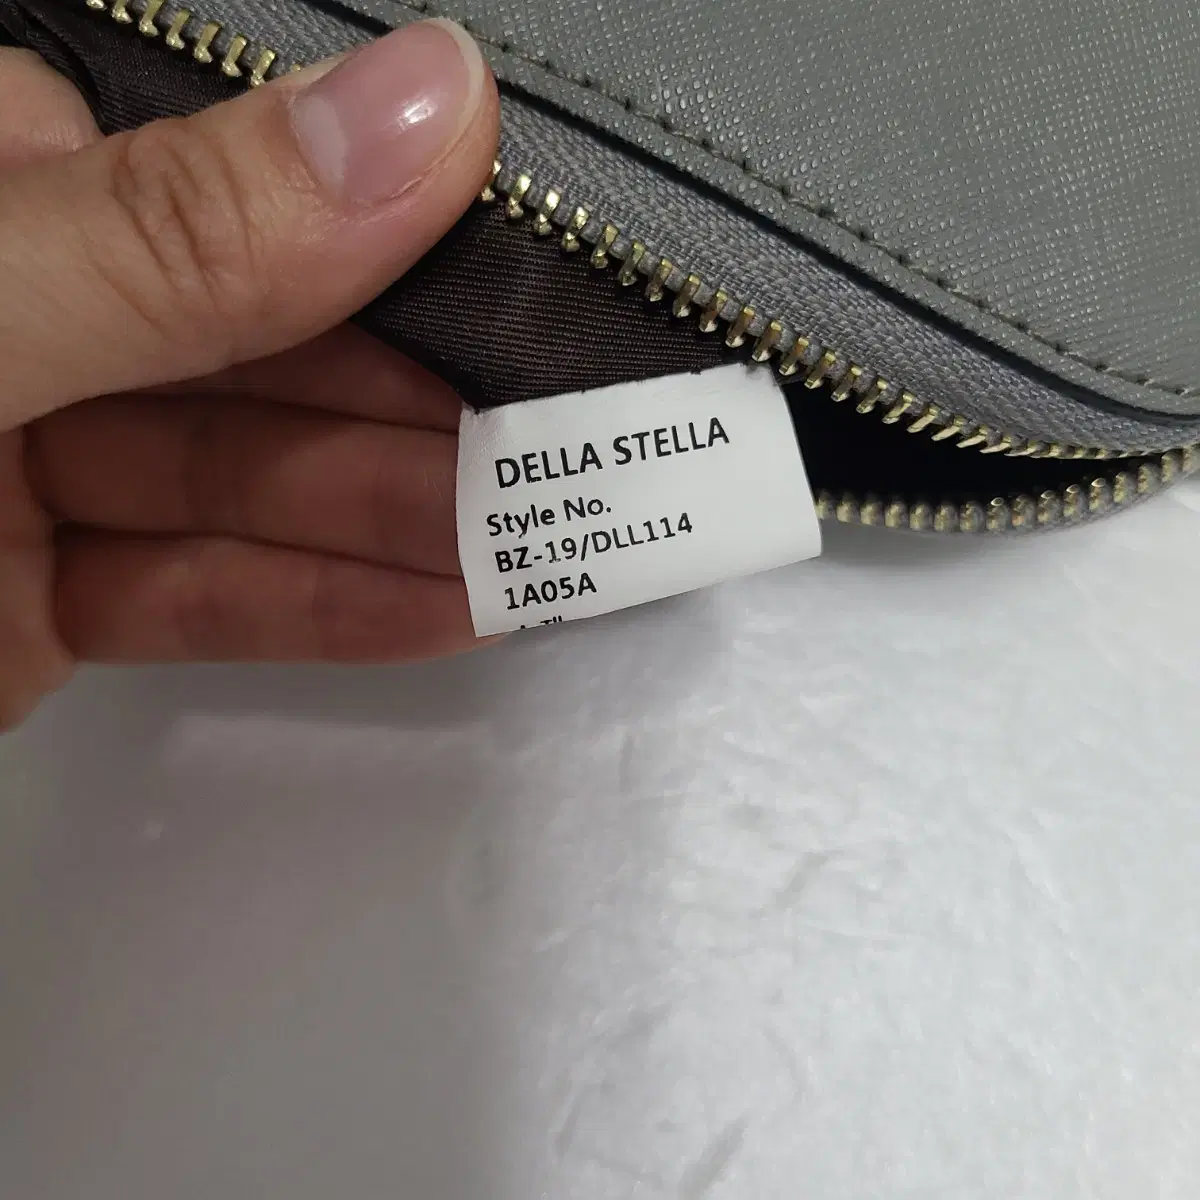 DELLA STELLA
Style No.
BZ-19/DLL114
1A05A